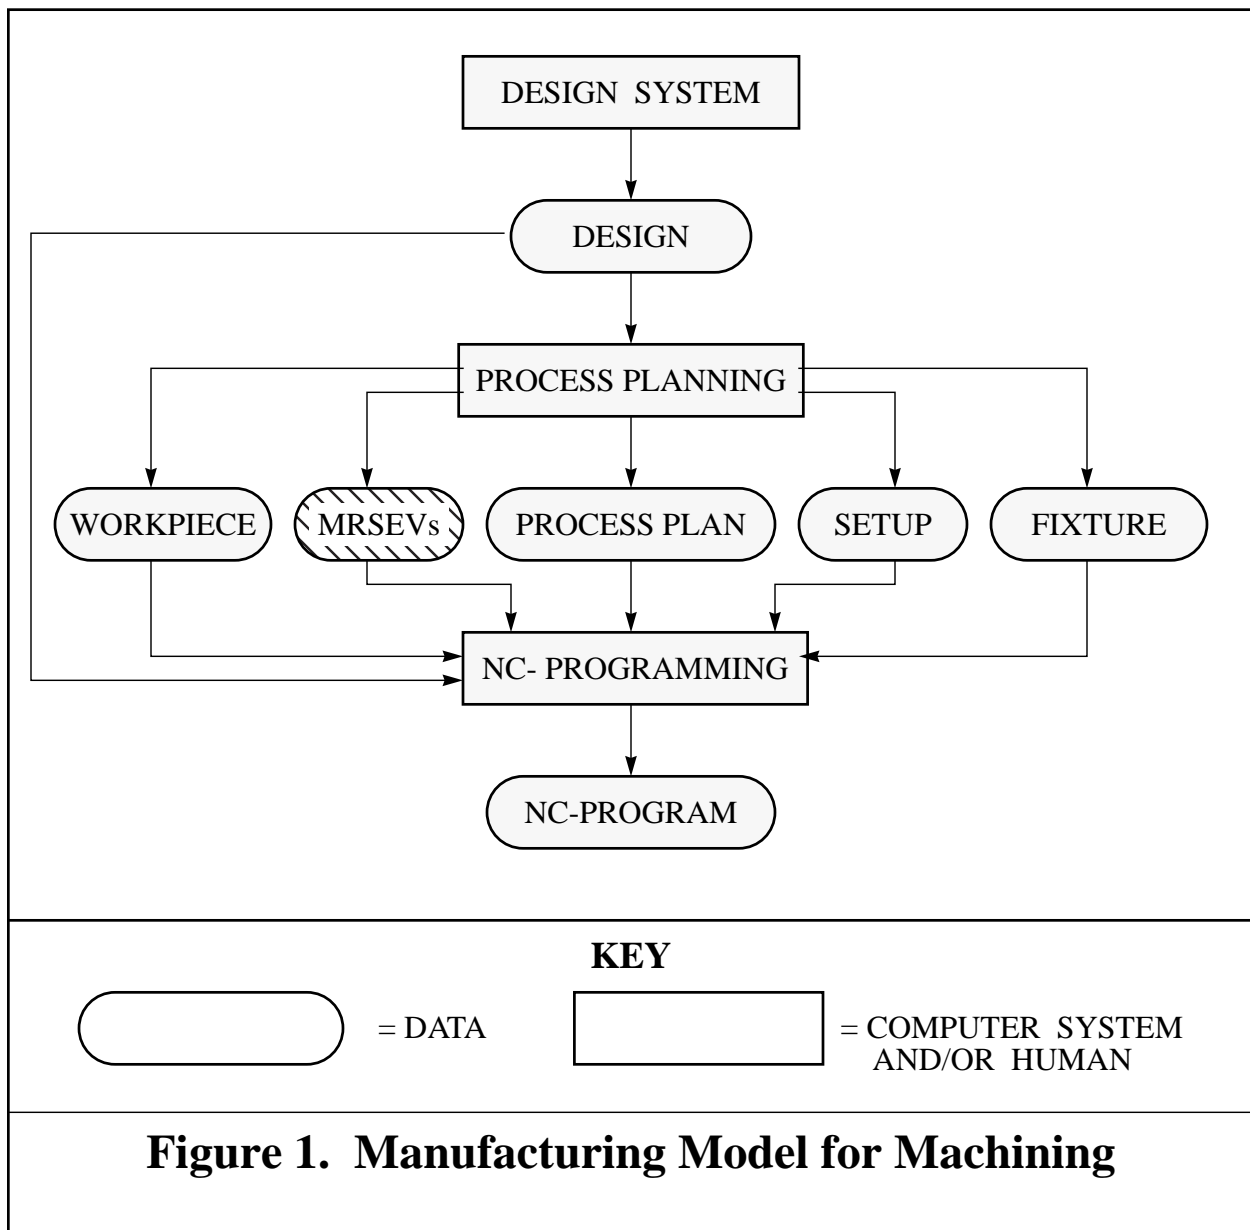 DESIGN SYSTEM
DESIGN
PROCESS PLANNING
WORKPIECE
MRSEVs
PROCESS PLAN
SETUP
FIXTURE
NC- PROGRAMMING
NC-PROGRAM
KEY
= DATA
= COMPUTER SYSTEM
AND/OR HUMAN
Figure 1. Manufacturing Model for Machining